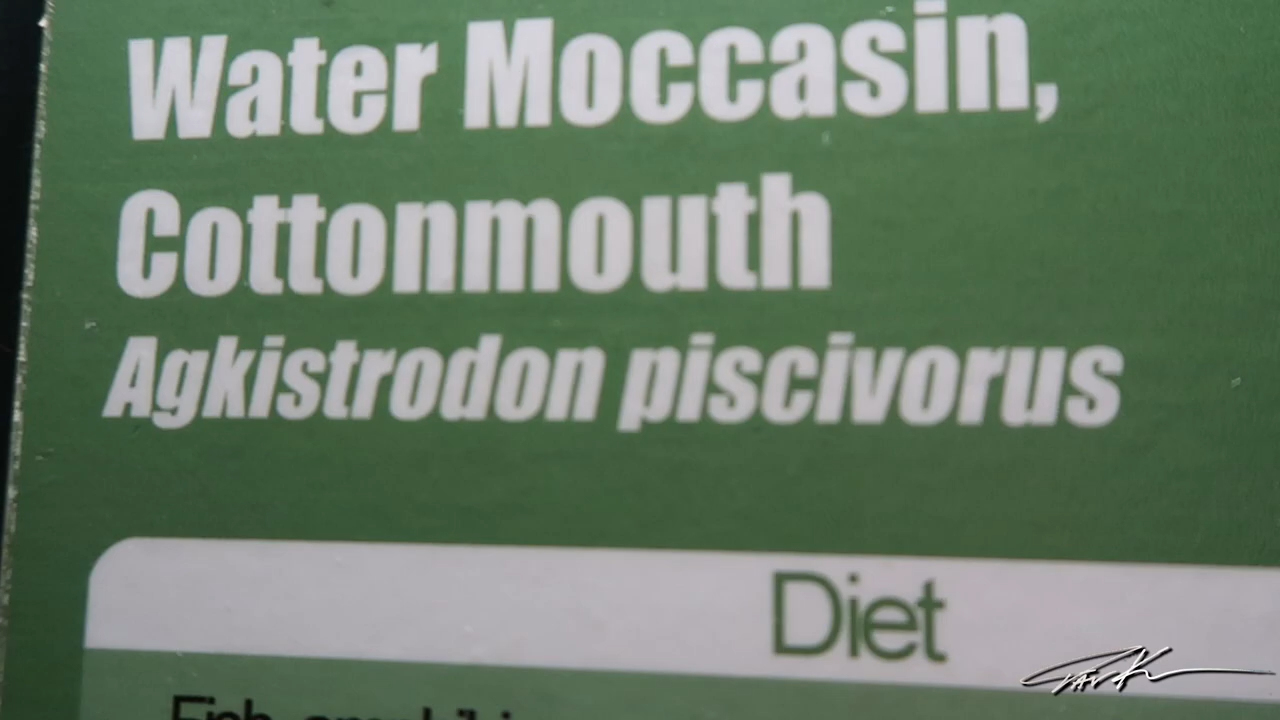 Water Moccasin,
Cottonmouth
Agkistrodon piscivorus
Diet